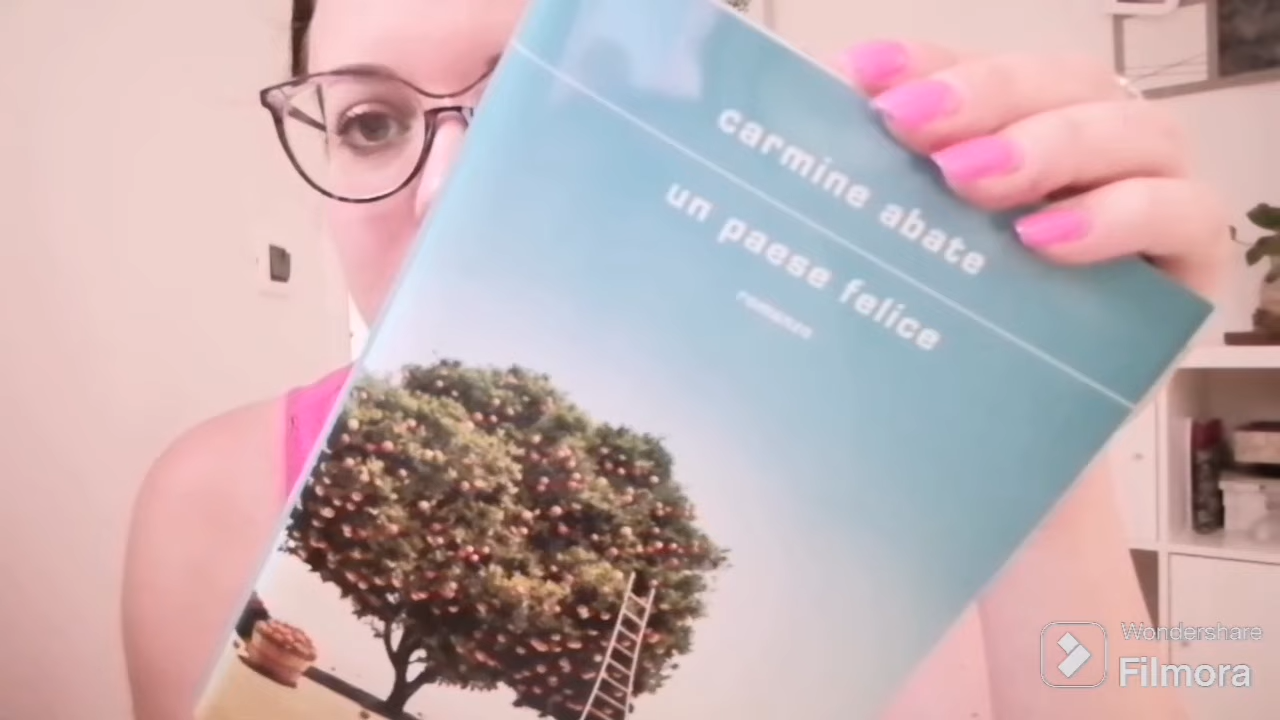 carmine abate
un paese felice
romanzo
Wondershare
Filmora